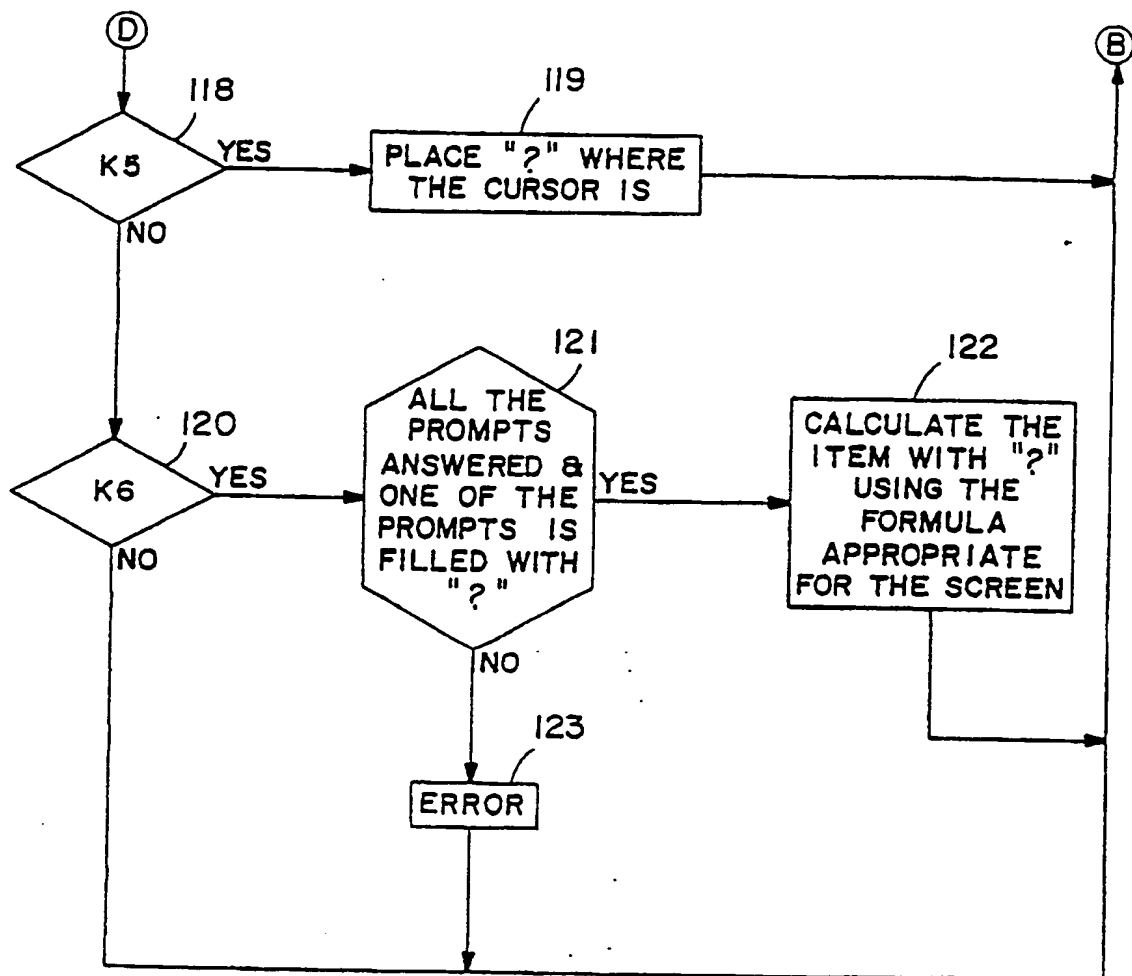 D
B
118
119
K5
YES
PLACE "?" WHERE
THE CURSOR IS
NO
121
122
120
K6
YES
ALL THE
PROMPTS
ANSWERED &
ONE OF THE
PROMPTS IS
FILLED WITH
"?"
YES
CALCULATE THE
ITEM WITH "?"
USING THE
FORMULA
APPROPRIATE
FOR THE SCREEN
NO
NO
123
ERROR